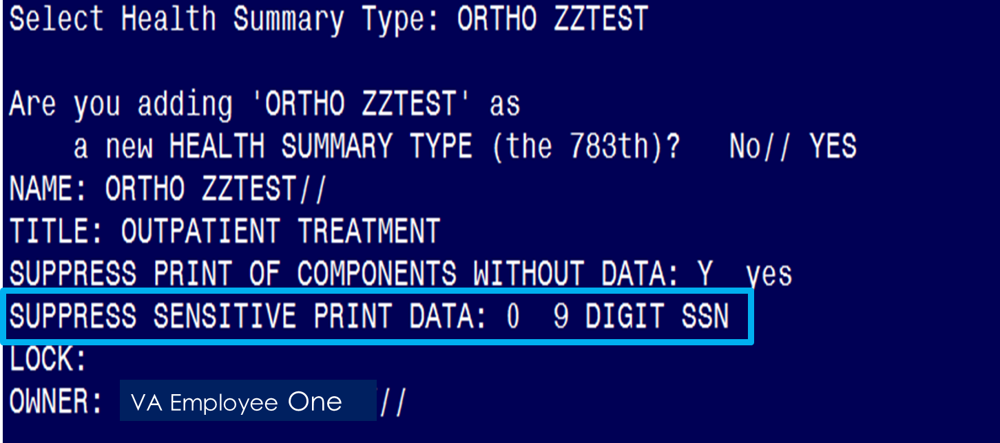 Select Health Summary Type: ORTHO ZZTEST
Are you adding 'ORTHO ZZTEST' as
a new HEALTH SUMMARY TYPE (the 783th)? No// YES
NAME: ORTHO ZZTEST//
TITLE: OUTPATIENT TREATMENT
SUPPRESS PRINT OF COMPONENTS WITHOUT DATA: Y yes
SUPPRESS SENSITIVE PRINT DATA: 0 9 DIGIT SSN
LOCK:
OWNER: VA Employee One //